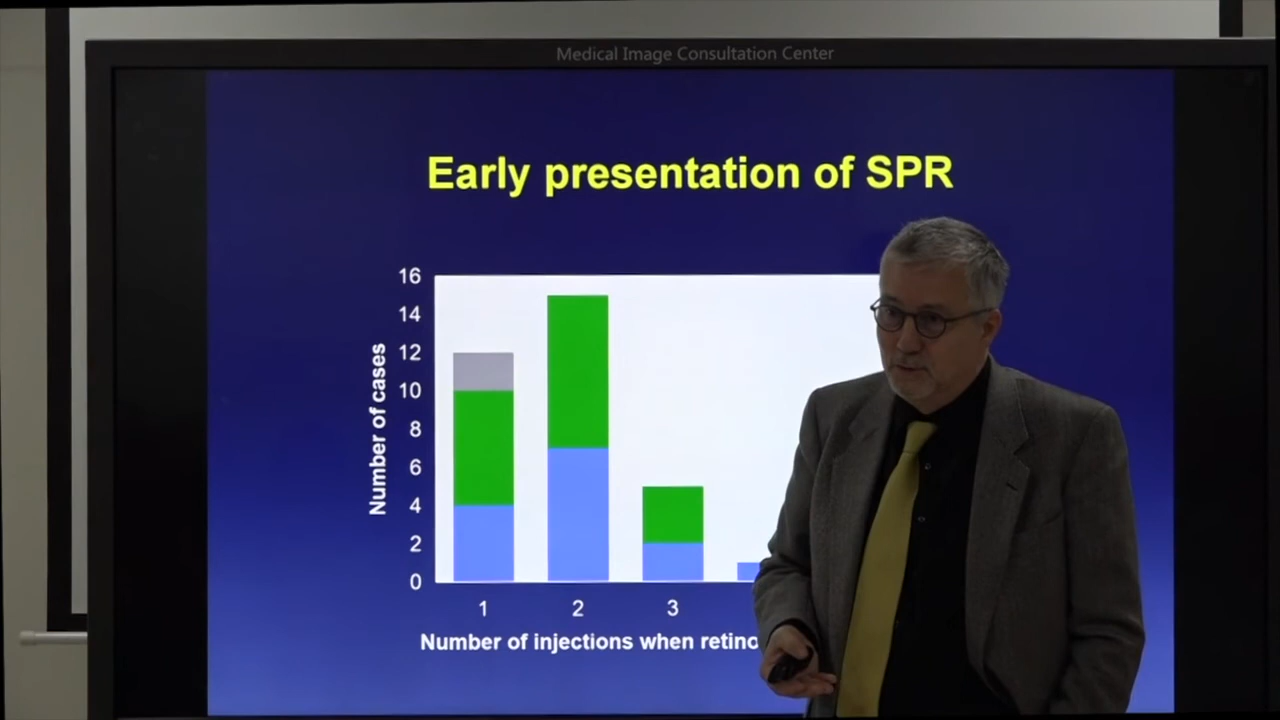 Medical Image Consultation Center
Early presentation of SPR
16
14
12
10
8
6
4
2
0
Number of cases
1 2 3
Number of injections when